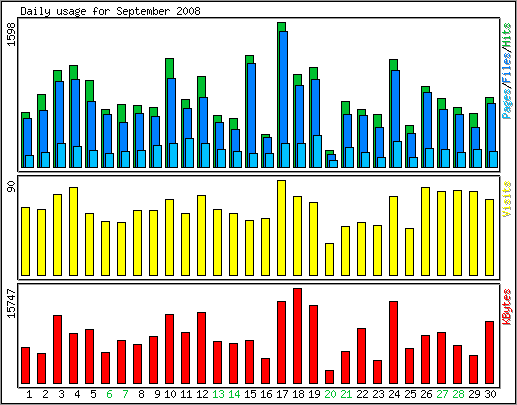 Daily usage for September 2008
1598
Pages/Files/Hits
90
Visits
15747
KBytes
1 2 3 4 5 6 7 8 9 10 11 12 13 14 15 16 17 18 19 20 21 22 23 24 25 26 27 28 29 30